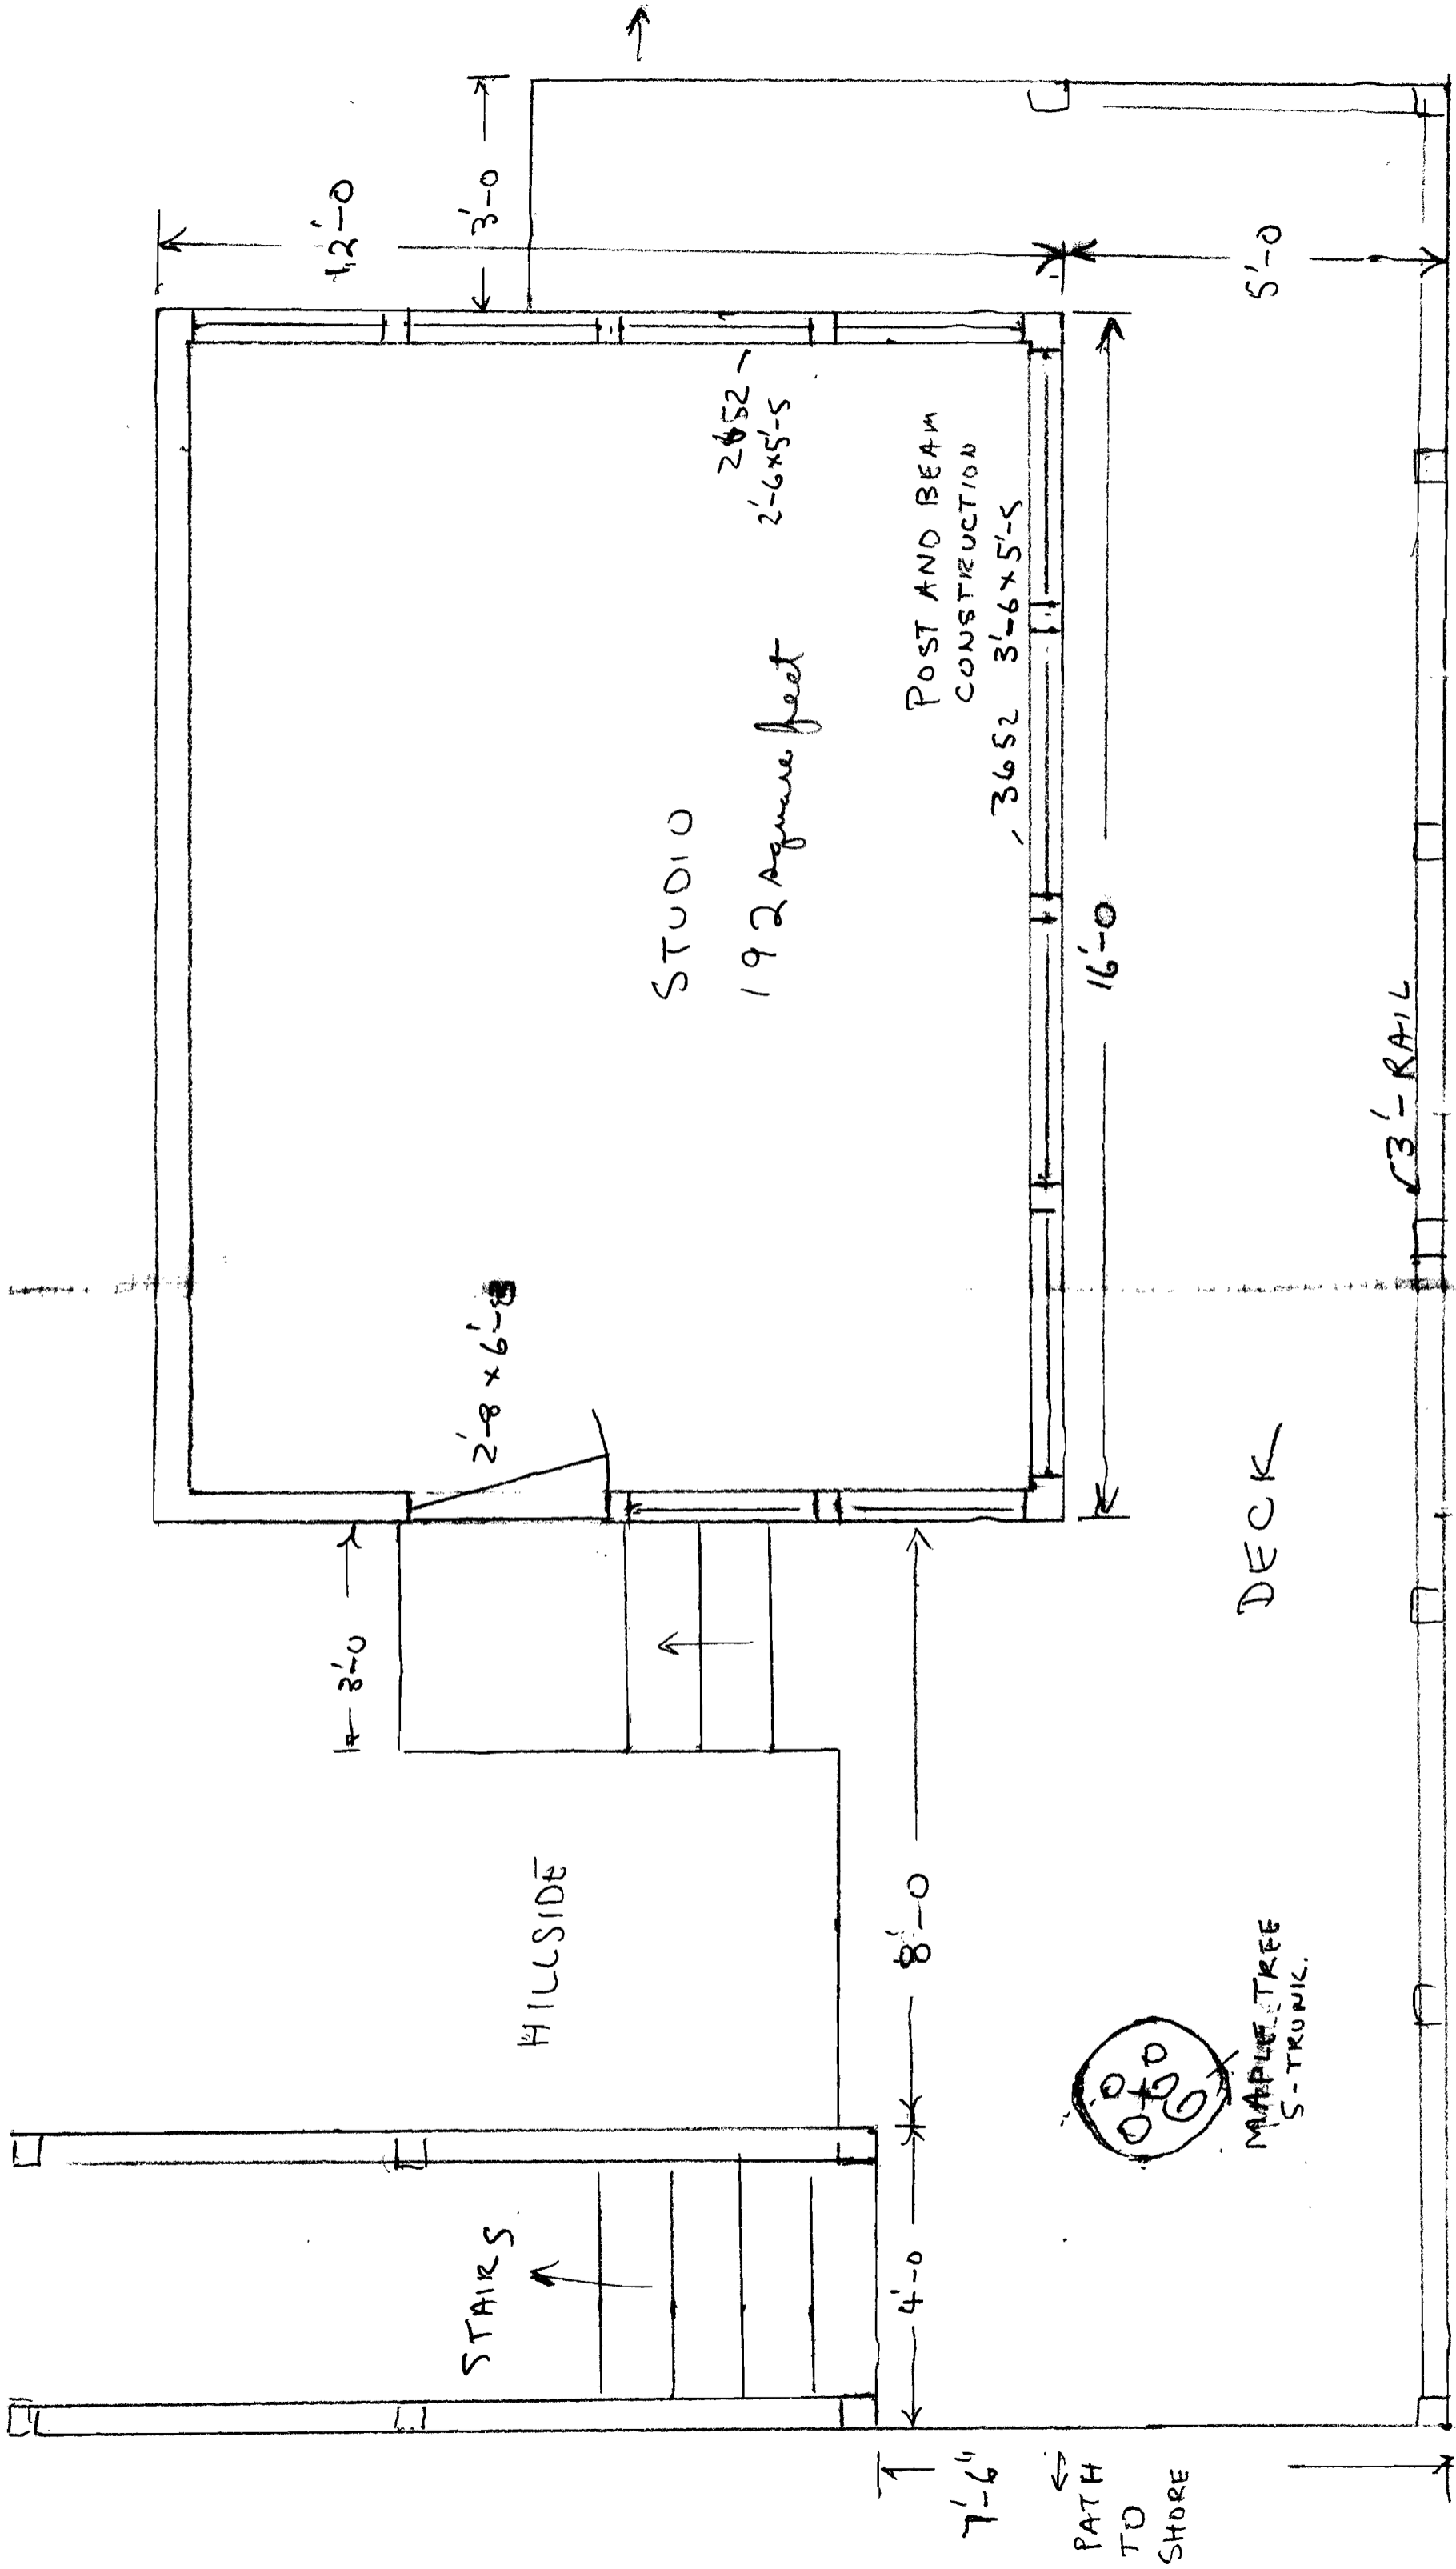 STAIRS
HILLSIDE
3'-0
2'-8 x 6'-8
STUDIO
192 square feet
2652
2'-6x5'-5
POST AND BEAM
CONSTRUCTION
3652 3'-6x5'-5
12'-0
3'-0
5'-0
16'-0
8'-0
4'-0
7'-6"
PATH
TO
SHORE
MAPLE TREE
5-TRUNK.
DECK
3'-RAIL